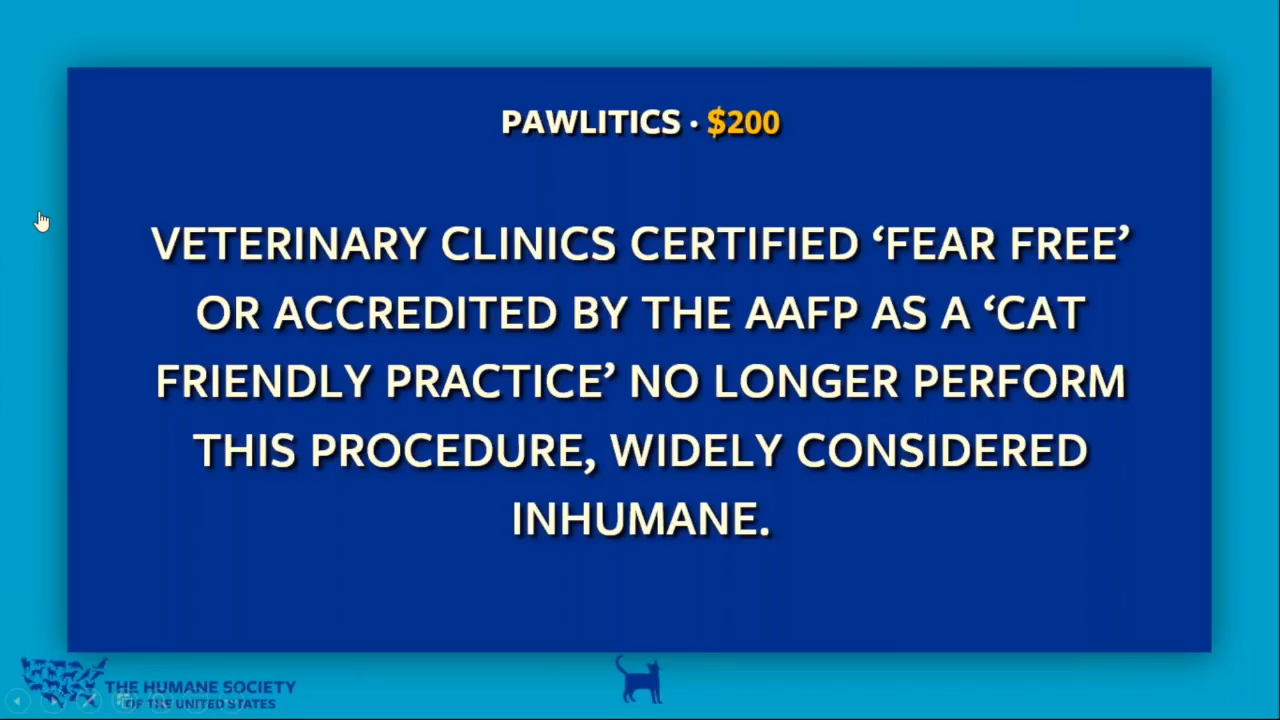 PAWLITICS · $200
VETERINARY CLINICS CERTIFIED ‘FEAR FREE’
OR ACCREDITED BY THE AAFP AS A ‘CAT
FRIENDLY PRACTICE’ NO LONGER PERFORM
THIS PROCEDURE, WIDELY CONSIDERED
INHUMANE.
THE HUMANE SOCIETY
OF THE UNITED STATES